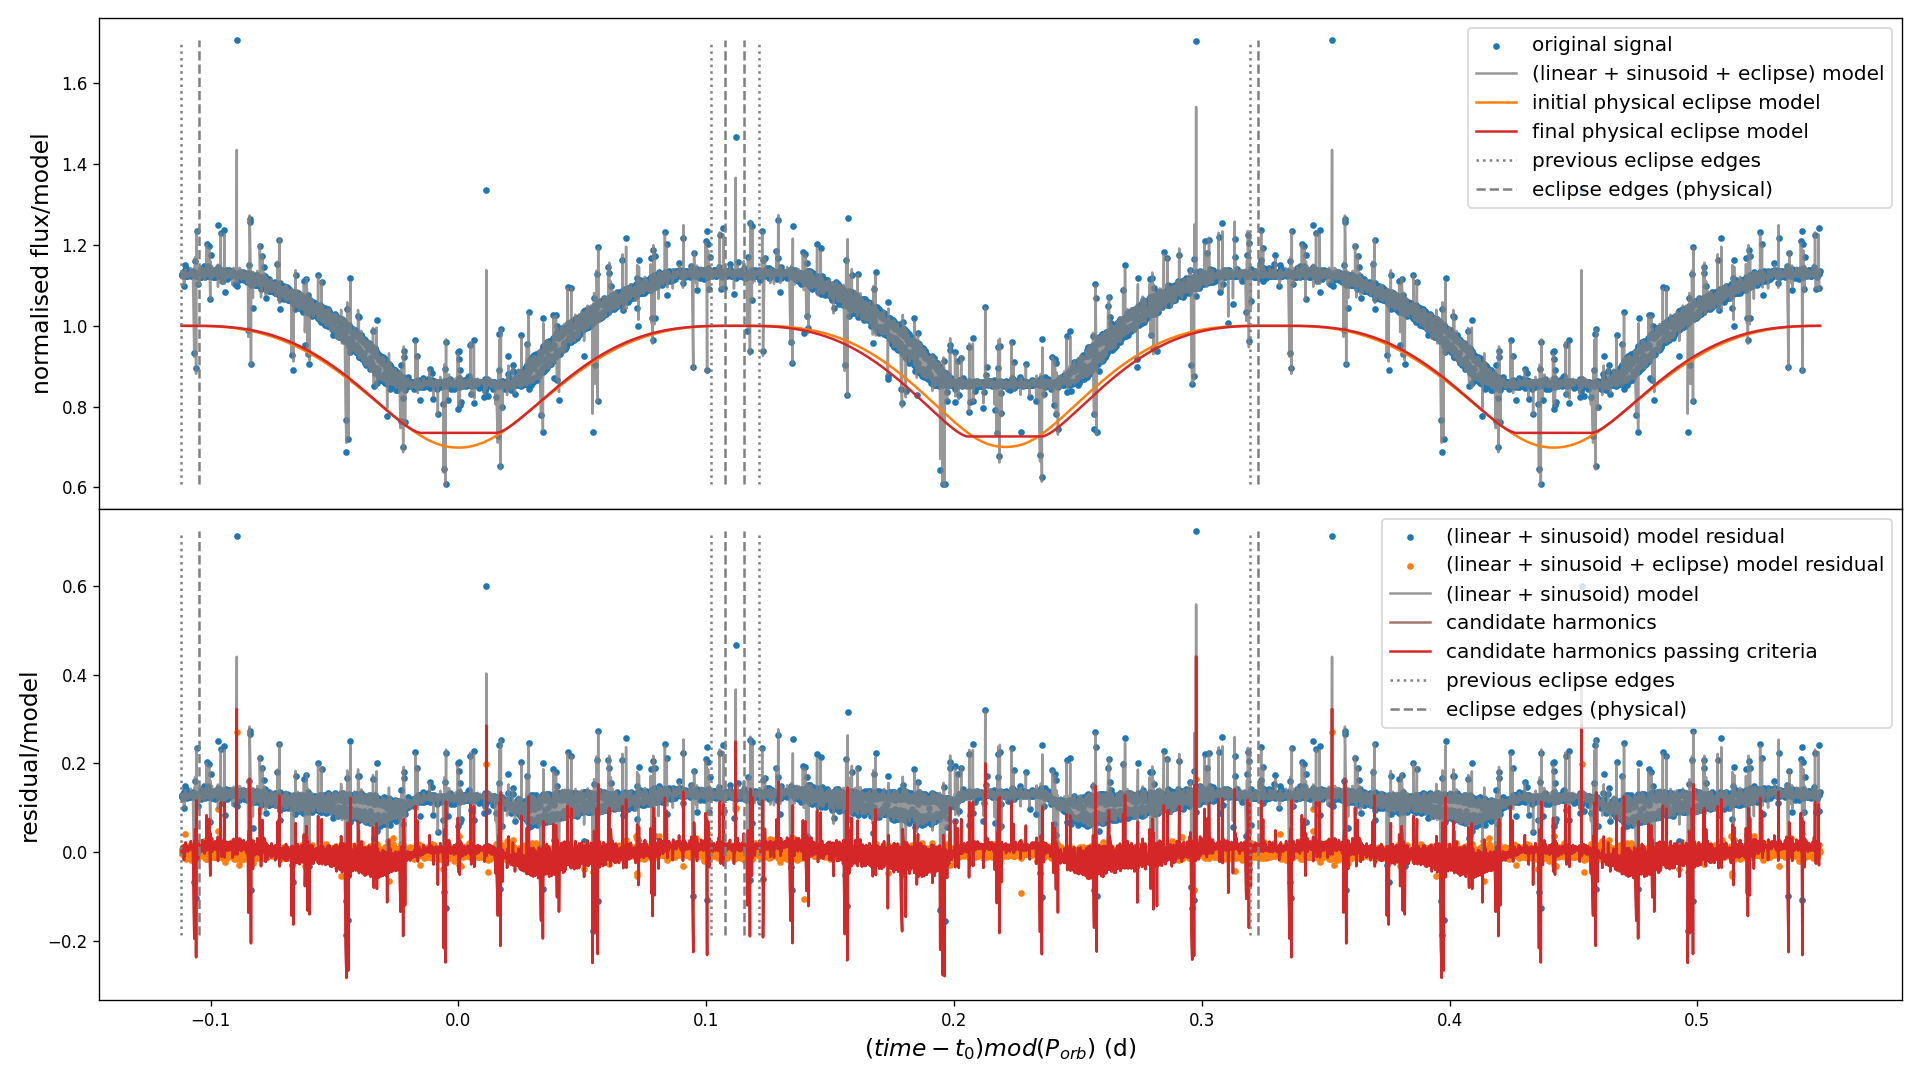 normalised flux/model
1.6
1.4
1.2
1.0
0.8
0.6
original signal
(linear + sinusoid + eclipse) model
initial physical eclipse model
final physical eclipse model
previous eclipse edges
eclipse edges (physical)
residual/model
0.6
0.4
0.2
0.0
−0.2
(linear + sinusoid) model residual
(linear + sinusoid + eclipse) model residual
(linear + sinusoid) model
candidate harmonics
candidate harmonics passing criteria
previous eclipse edges
eclipse edges (physical)
−0.1 0.0 0.1 0.2 0.3 0.4 0.5
(time − t₀)mod(Pₒᵣᵦ) (d)